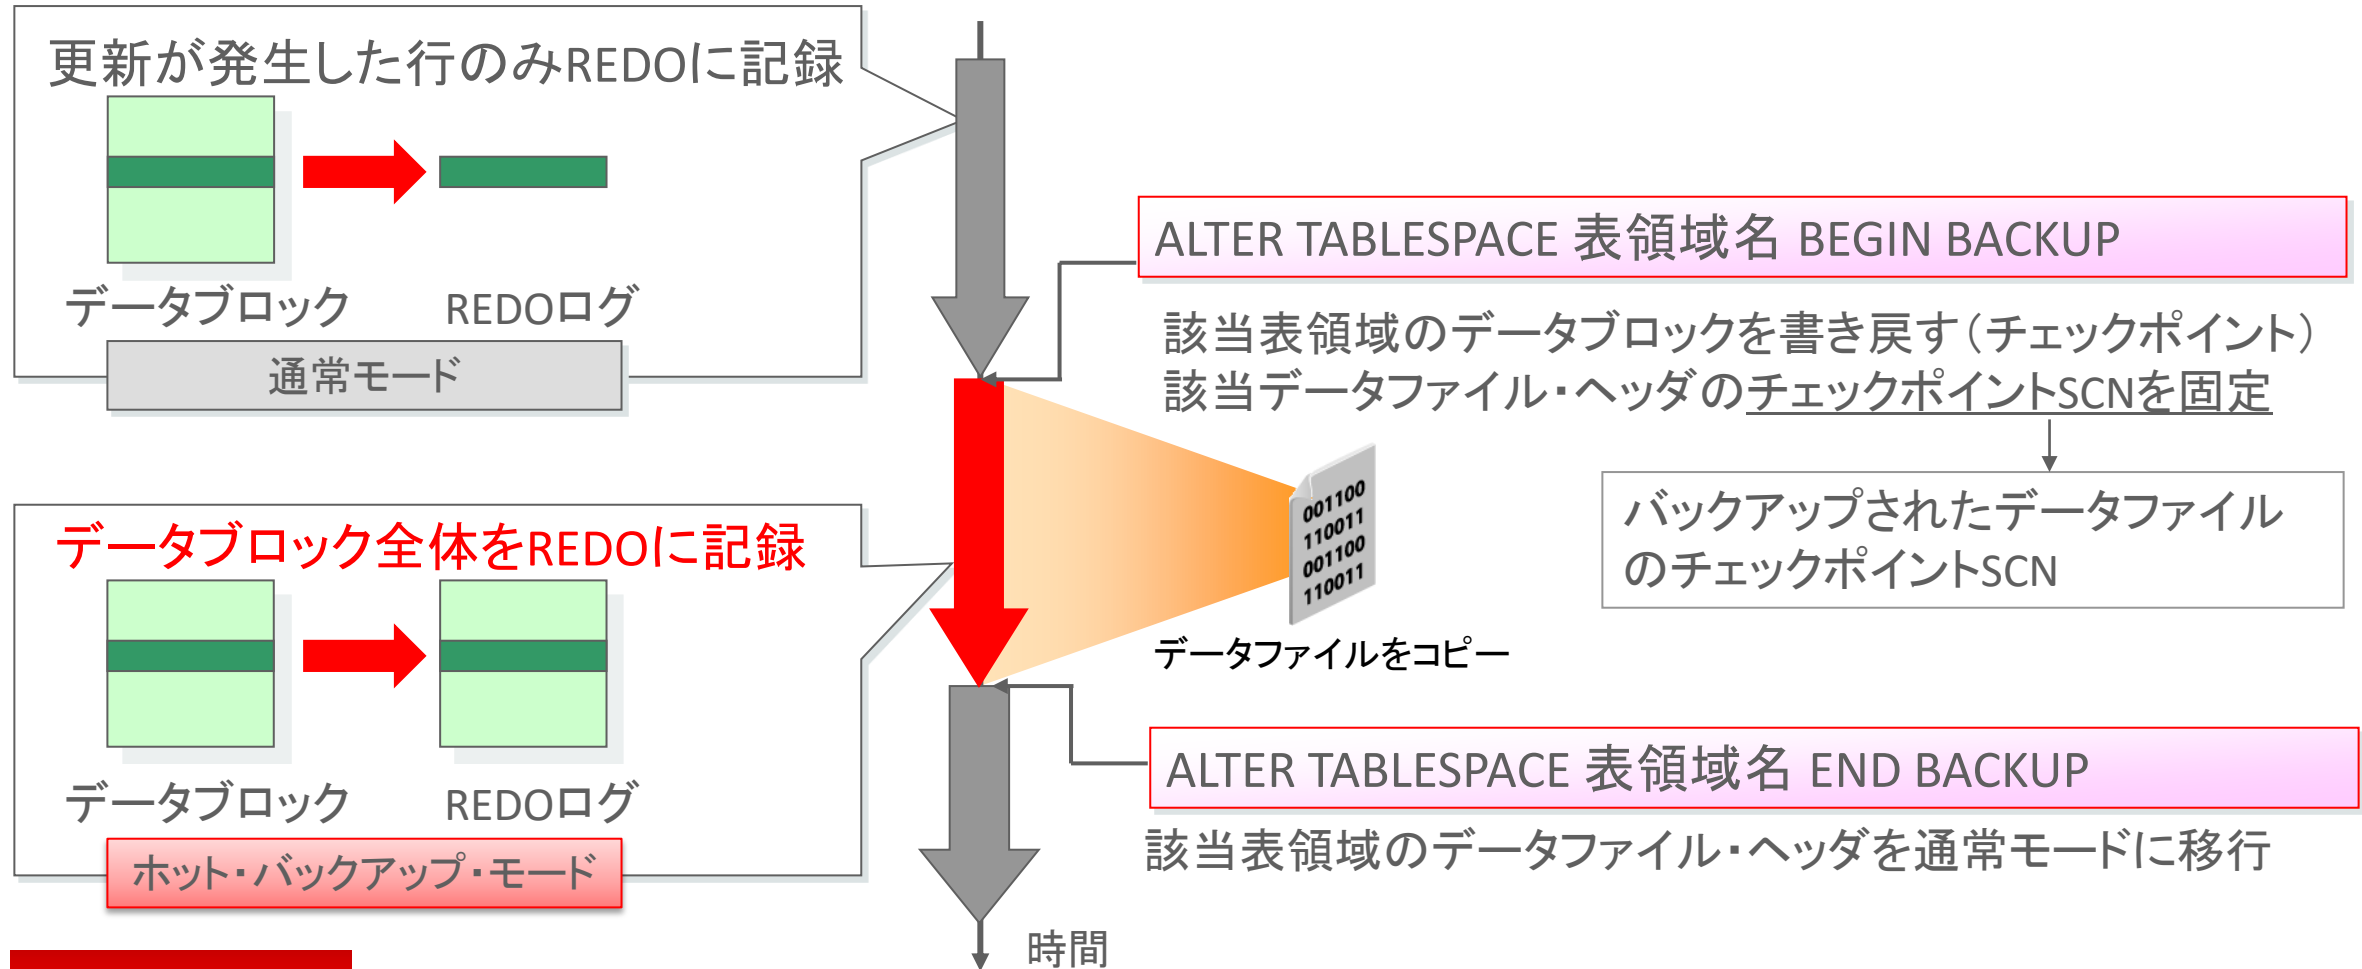 更新が発生した行のみREDOに記録
データブロック
REDOログ
通常モード
ALTER TABLESPACE 表領域名 BEGIN BACKUP
該当表領域のデータブロックを書き戻す(チェックポイント)
該当データファイル・ヘッダのチェックポイントSCNを固定
バックアップされたデータファイル
のチェックポイントSCN
001100
110011
001100
110011
データファイルをコピー
データブロック全体をREDOに記録
データブロック
REDOログ
ホット・バックアップ・モード
ALTER TABLESPACE 表領域名 END BACKUP
該当表領域のデータファイル・ヘッダを通常モードに移行
時間